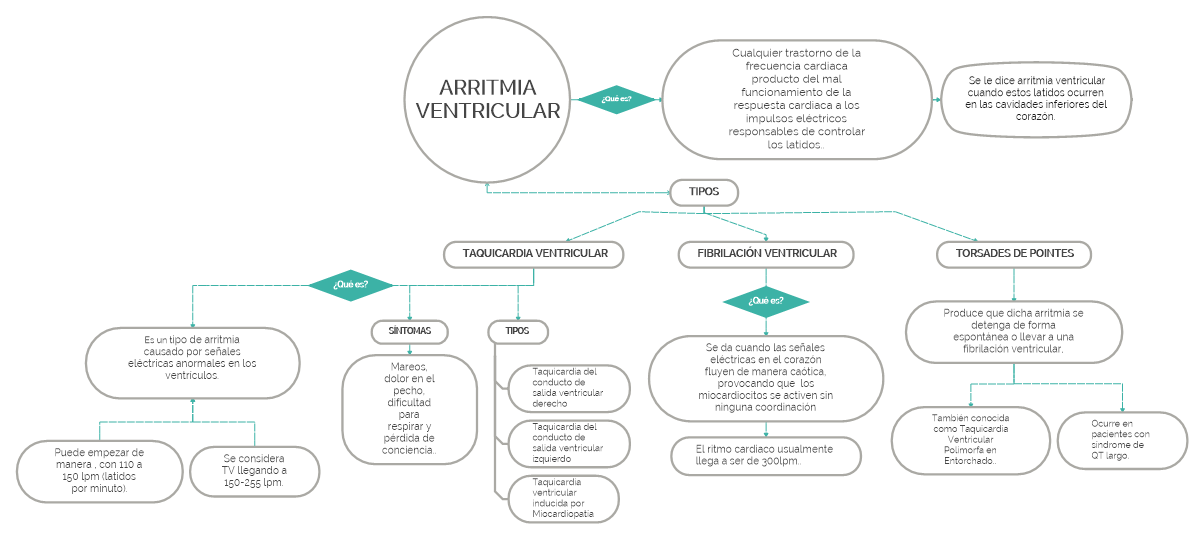 ARRITMIA
VENTRICULAR
¿Qué es?
Cualquier trastorno de la
frecuencia cardiaca
producto del mal
funcionamiento de la
respuesta cardiaca a los
impulsos eléctricos
responsables de controlar
los latidos..
Se le dice arritmia ventricular
cuando estos latidos ocurren
en las cavidades inferiores del
corazón.
TIPOS
TAQUICARDIA VENTRICULAR
FIBRILACIÓN VENTRICULAR
TORSADES DE POINTES
¿Qué es?
Es un tipo de arritmia
causado por señales
eléctricas anormales en los
ventriculos.
Puede empezar de
manera , con 110 a
150 lpm (latidos
por minuto).
Se considera
TV llegando a
150-255 lpm.
SÍNTOMAS
Mareos,
dolor en el
pecho,
dificultad
para
respirar y
pérdida de
conciencia..
TIPOS
Taquicardia del
conducto de
salida ventricular
derecho
Taquicardia del
conducto de
salida ventricular
izquierdo
Taquicardia
ventricular
inducida por
Miocardiopatía
¿Qué es?
Se da cuando las señales
eléctricas en el corazón
fluyen de manera caótica,
provocando que los
miocardiocitos se activen sin
ninguna coordinación
El ritmo cardiaco usualmente
llega a ser de 300lpm..
Produce que dicha arritmia se
detenga de forma
espontánea o llevar a una
fibrilación ventricular,
También conocida
como Taquicardia
Ventricular
Polimorfa en
Entorchado..
Ocurre en
pacientes con
síndrome de
QT largo.